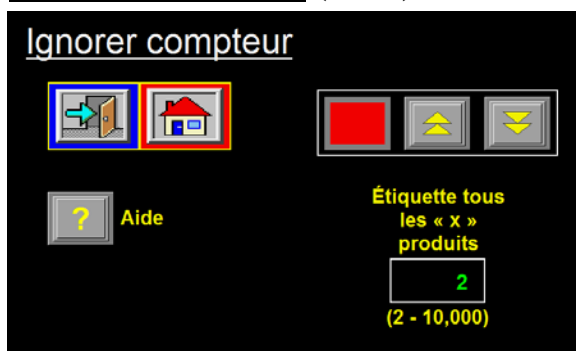 Ignorer compteur
? Aide
Étiquette tous
les « x »
produits
2
(2 - 10,000)